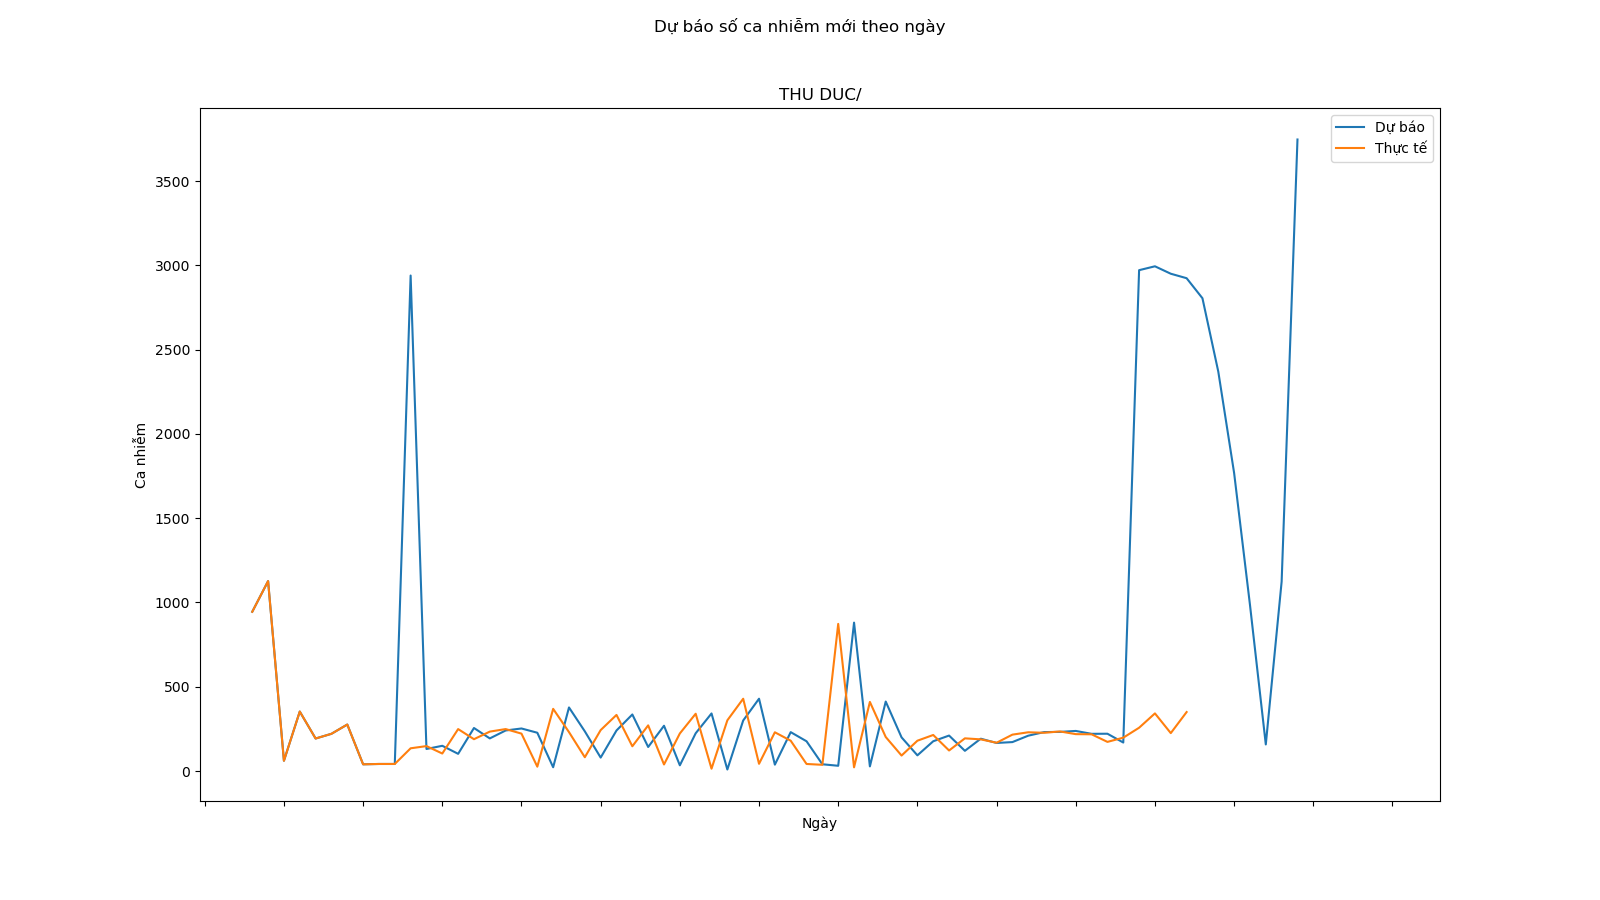 Dự báo số ca nhiễm mới theo ngày
THU DUC/
Dự báo
Thực tế
3500
3000
2500
2000
1500
1000
500
0
Ca nhiễm
Ngày